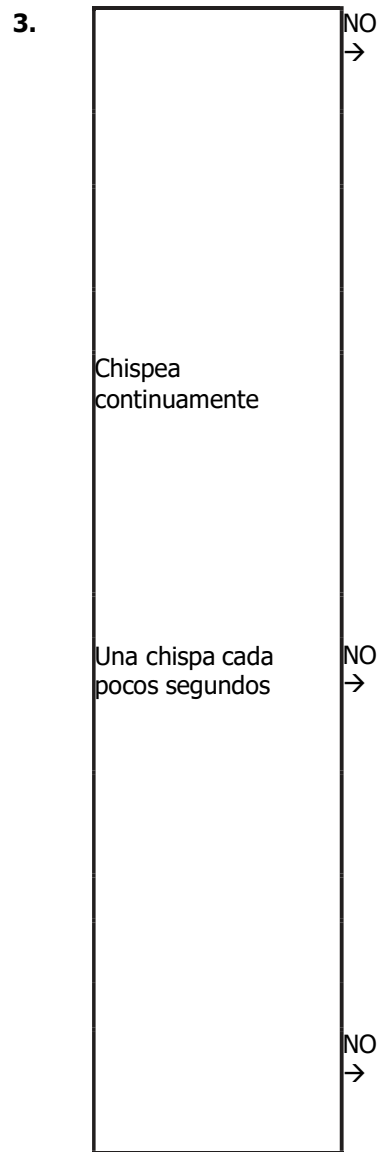 3.
NO
→
Chispea
continuamente
Una chispa cada
pocos segundos
NO
→
NO
→